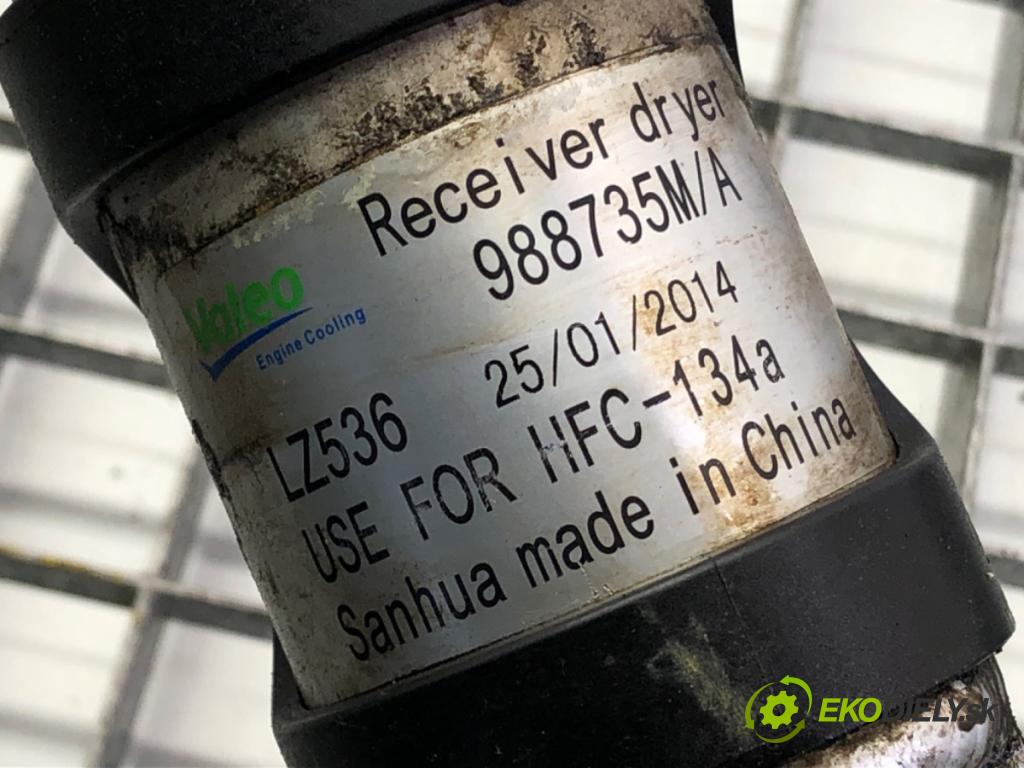 Receiver dryer
988735M/A
Valeo
Engine Cooling
LZ536 25/01/2014
USE FOR HFC-134a
Sanhua made in China
EKODIELY.sk